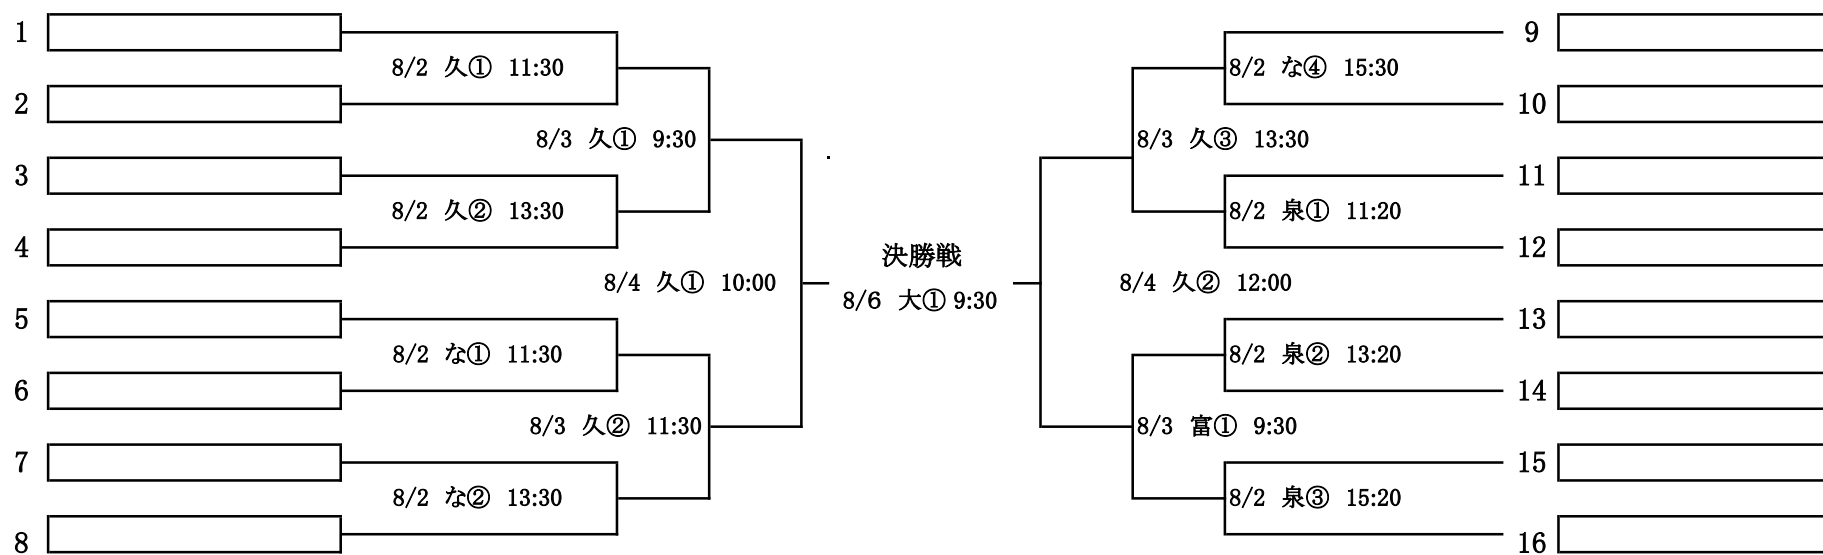 1
8/2 久① 11:30
2
8/3 久① 9:30
3
8/2 久② 13:30
4
8/4 久① 10:00
5
8/2 な① 11:30
6
8/3 久② 11:30
7
8/2 な② 13:30
8
決勝戦
8/6 大① 9:30
9
8/2 な④ 15:30
10
8/3 久③ 13:30
11
8/2 泉① 11:20
12
8/4 久② 12:00
13
8/2 泉② 13:20
14
8/3 富① 9:30
15
8/2 泉③ 15:20
16